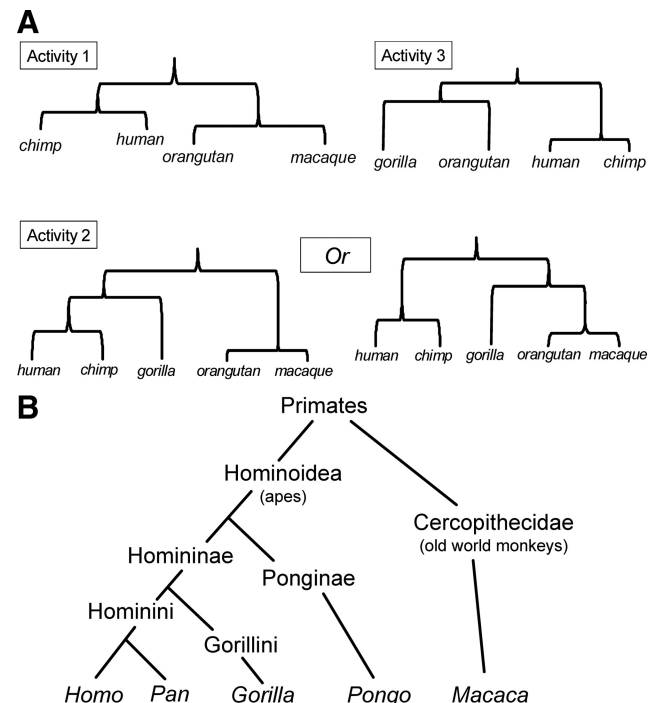 A
Activity 1
Activity 3
chimp
human
orangutan
macaque
gorilla
orangutan
human
chimp
Activity 2
Or
human
chimp
gorilla
orangutan
macaque
human
chimp
gorilla
orangutan
macaque
B
Primates
Hominoidea
(apes)
Cercopithecidae
(old world monkeys)
Homininae
Ponginae
Hominini
Gorillini
Homo
Pan
Gorilla
Pongo
Macaca